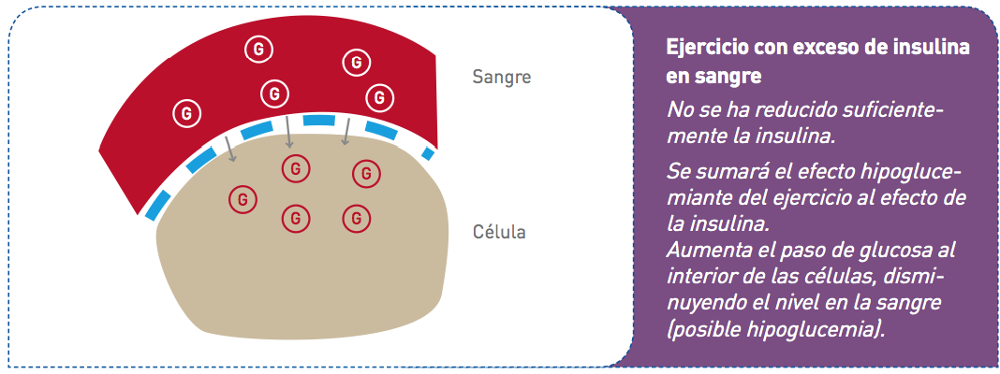 G
G
G
G
G
Sangre
G
G
G
G
G
Célula
Ejercicio con exceso de insulina
en sangre
No se ha reducido suficiente-
mente la insulina.
Se sumará el efecto hipogluce-
miante del ejercicio al efecto de
la insulina.
Aumenta el paso de glucosa al
interior de las células, dismi-
nuyendo el nivel en la sangre
(posible hipoglucemia).